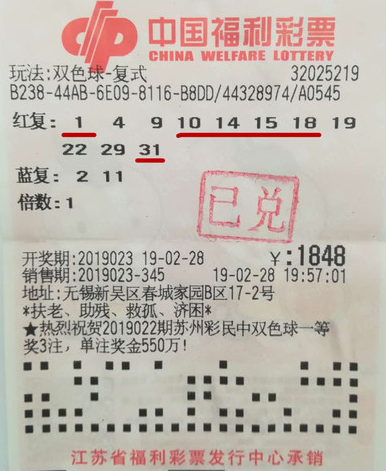 中国福利彩票
CHINA WELFARE LOTTERY
玩法:双色球-复式 32025219
B238-44AB-6E09-8116-B8DD/44328974/A0545
红复: 1 4 9 10 14 15 18 19
22 29 31
蓝复: 2 11
倍数:1
已兑
开奖期:2019023 19-02-28 ¥:1848
销售期:2019023-345 19-02-28 19:57:01
地址:无锡新吴区春城家园B区17-2号
*扶老、助残、救孤、济困*
★热烈祝贺2019022期苏州彩民中双色球一等
奖3注，单注奖金550万!
江苏省福利彩票发行中心承销